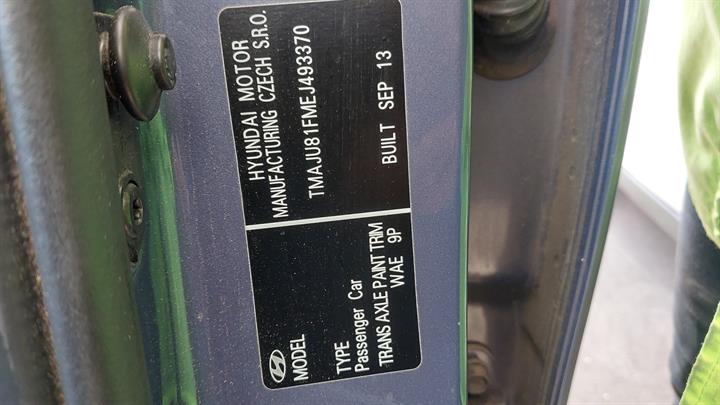 HYUNDAI MOTOR
MANUFACTURING CZECH S.R.O.
TMAJU81FMEJ493370
BUILT SEP 13
MODEL
TYPE
Passenger Car
TRANS AXLE PAINT TRIM
WAE 9P